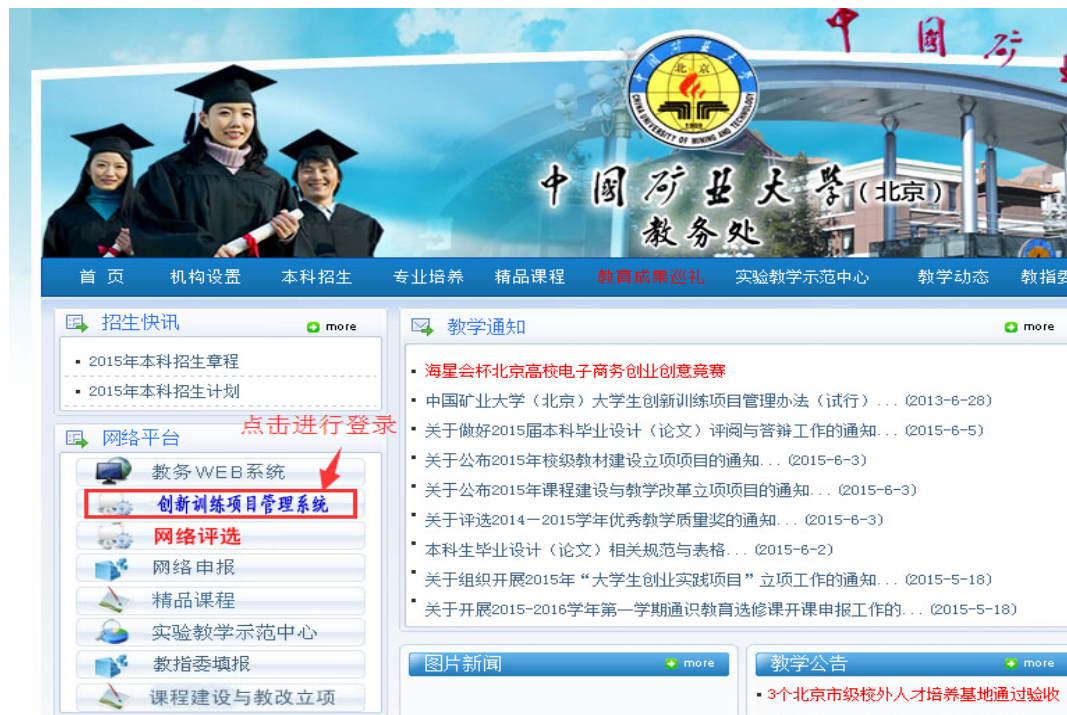 中國矿业
北京
CHINA UNIVERSITY OF MINING AND TECHNOLOGY
1909
中國矿业大学(北京)
教务处
首 页 机构设置 本科招生 专业培养 精品课程 教育成果巡礼 实验教学示范中心 教学动态 教指委
招生快讯 more
2015年本科招生章程
2015年本科招生计划
点击进行登录
网络平台
教务WEB系统
创新训练项目管理系统
网络评选
网络申报
精品课程
实验教学示范中心
教指委填报
课程建设与教改立项
教学通知 more
海星会杯北京高校电子商务创业创意竞赛
中国矿业大学（北京）大学生创新训练项目管理办法（试行）... (2013-6-28)
关于做好2015届本科毕业设计（论文）评阅与答辩工作的通知... (2015-6-5)
关于公布2015年校级教材建设立项项目的通知... (2015-6-3)
关于公布2015年课程建设与教学改革立项项目的通知... (2015-6-3)
关于评选2014－2015学年优秀教学质量奖的通知... (2015-6-3)
本科生毕业设计（论文）相关规范与表格... (2015-6-2)
关于组织开展2015年“大学生创业实践项目”立项工作的通知... (2015-5-18)
关于开展2015-2016学年第一学期通识教育选修课开课申报工作的... (2015-5-18)
图片新闻 more
教学公告 more
3个北京市级校外人才培养基地通过验收